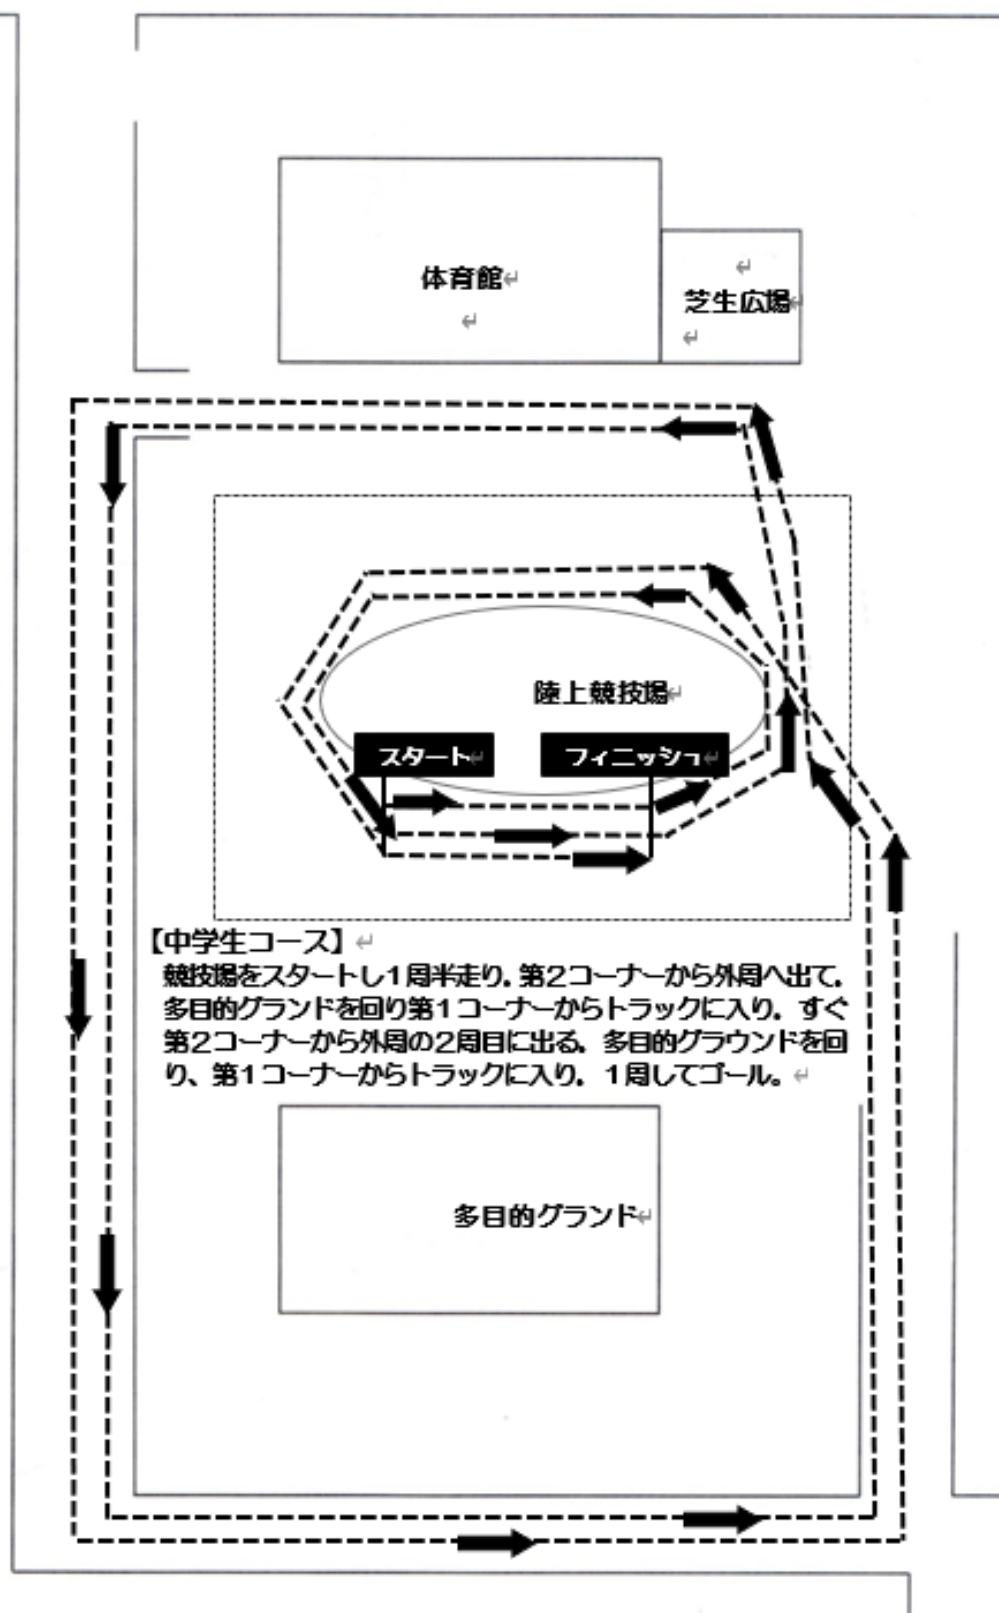 体育館
芝生広場
陸上競技場
スタート
フィニッシュ
【中学生コース】
競技場をスタートし1周半走り，第2コーナーから外周へ出て，
多目的グランドを回り第1コーナーからトラックに入り，すぐ
第2コーナーから外周の2周目に出る，多目的グラウンドを回
り、第1コーナーからトラックに入り，1周してゴール。
多目的グランド